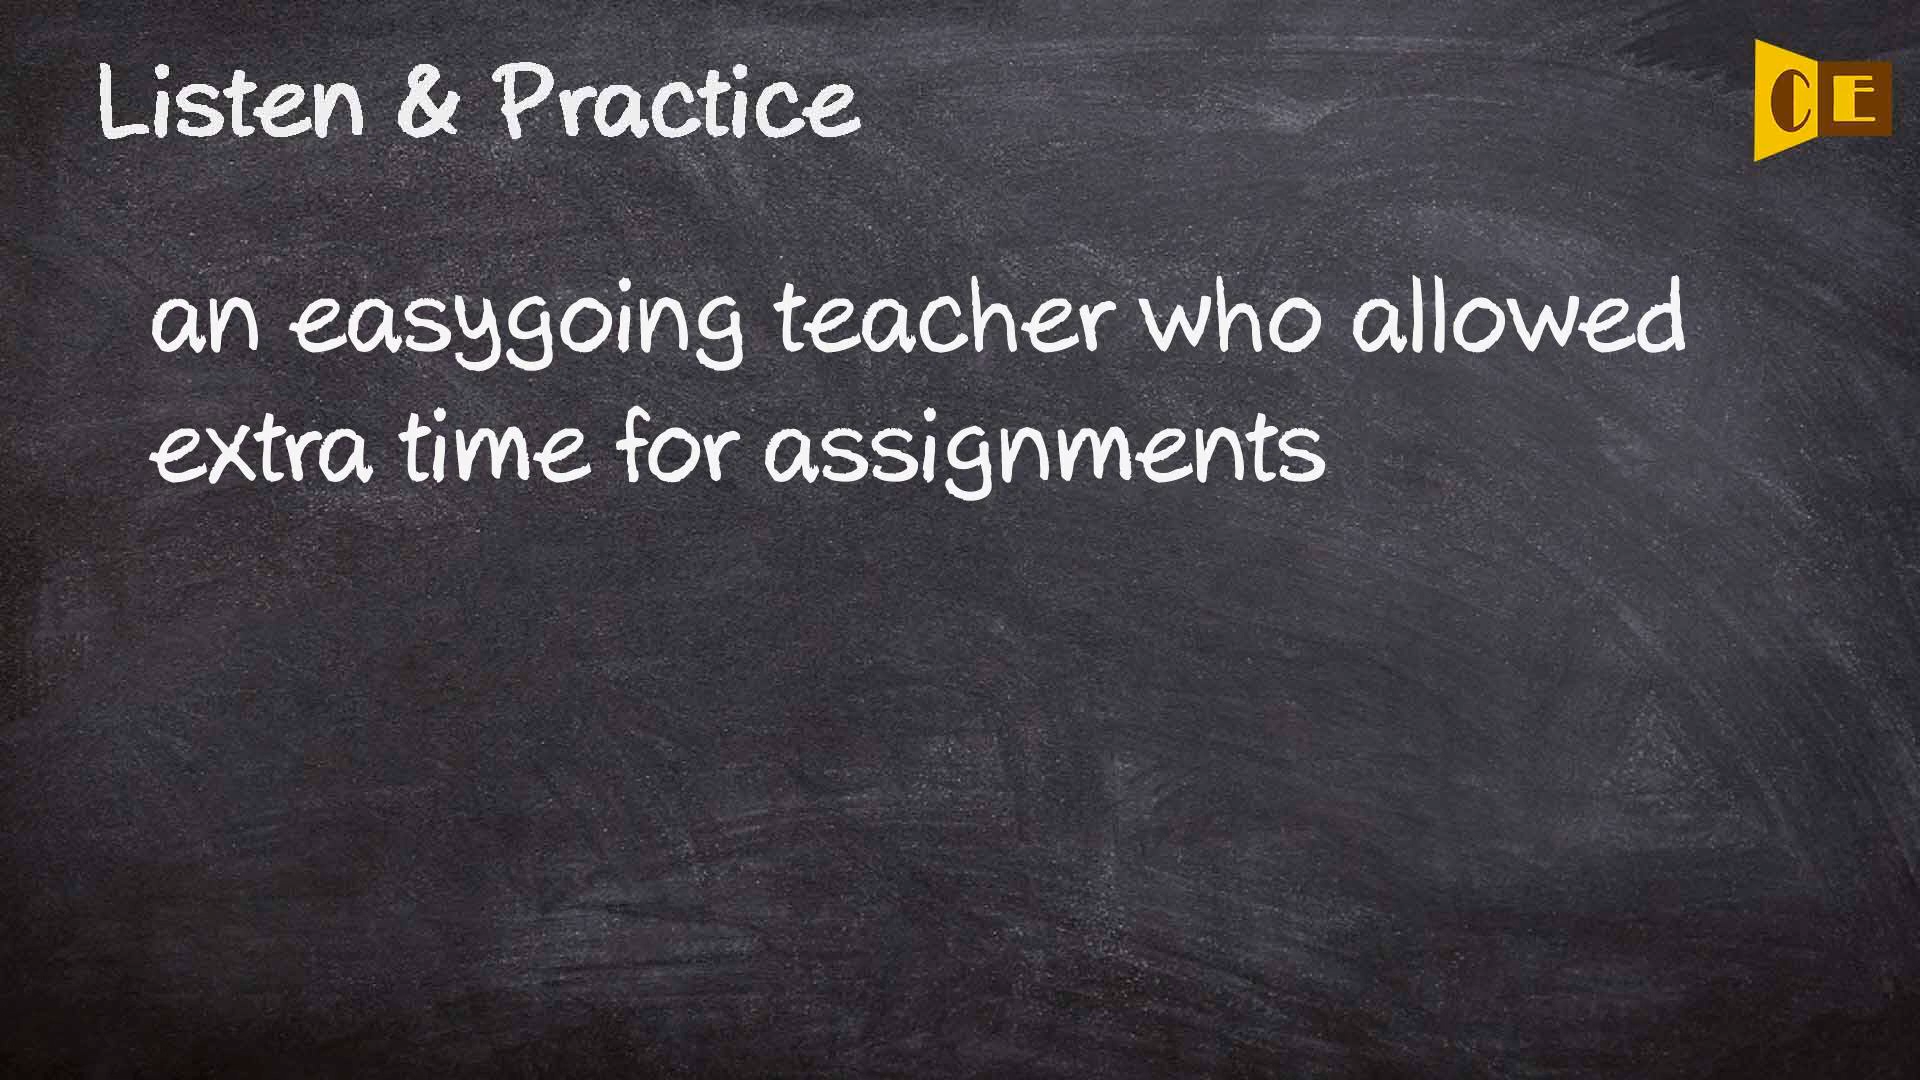 Listen & Practice
CE
an easygoing teacher who allowed
extra time for assignments